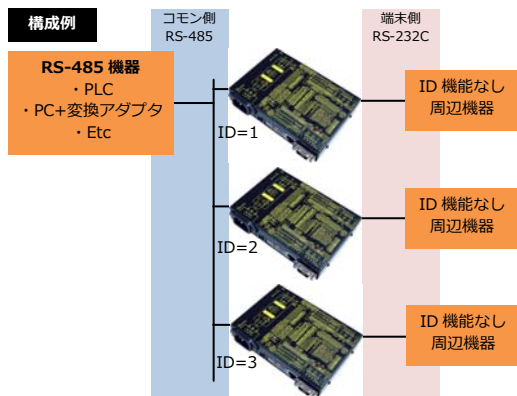 構成例
コモン側
RS-485
端末側
RS-232C
RS-485 機器
・PLC
・PC+変換アダプタ
・Etc
ID=1
ID 機能なし
周辺機器
ID=2
ID 機能なし
周辺機器
ID=3
ID 機能なし
周辺機器